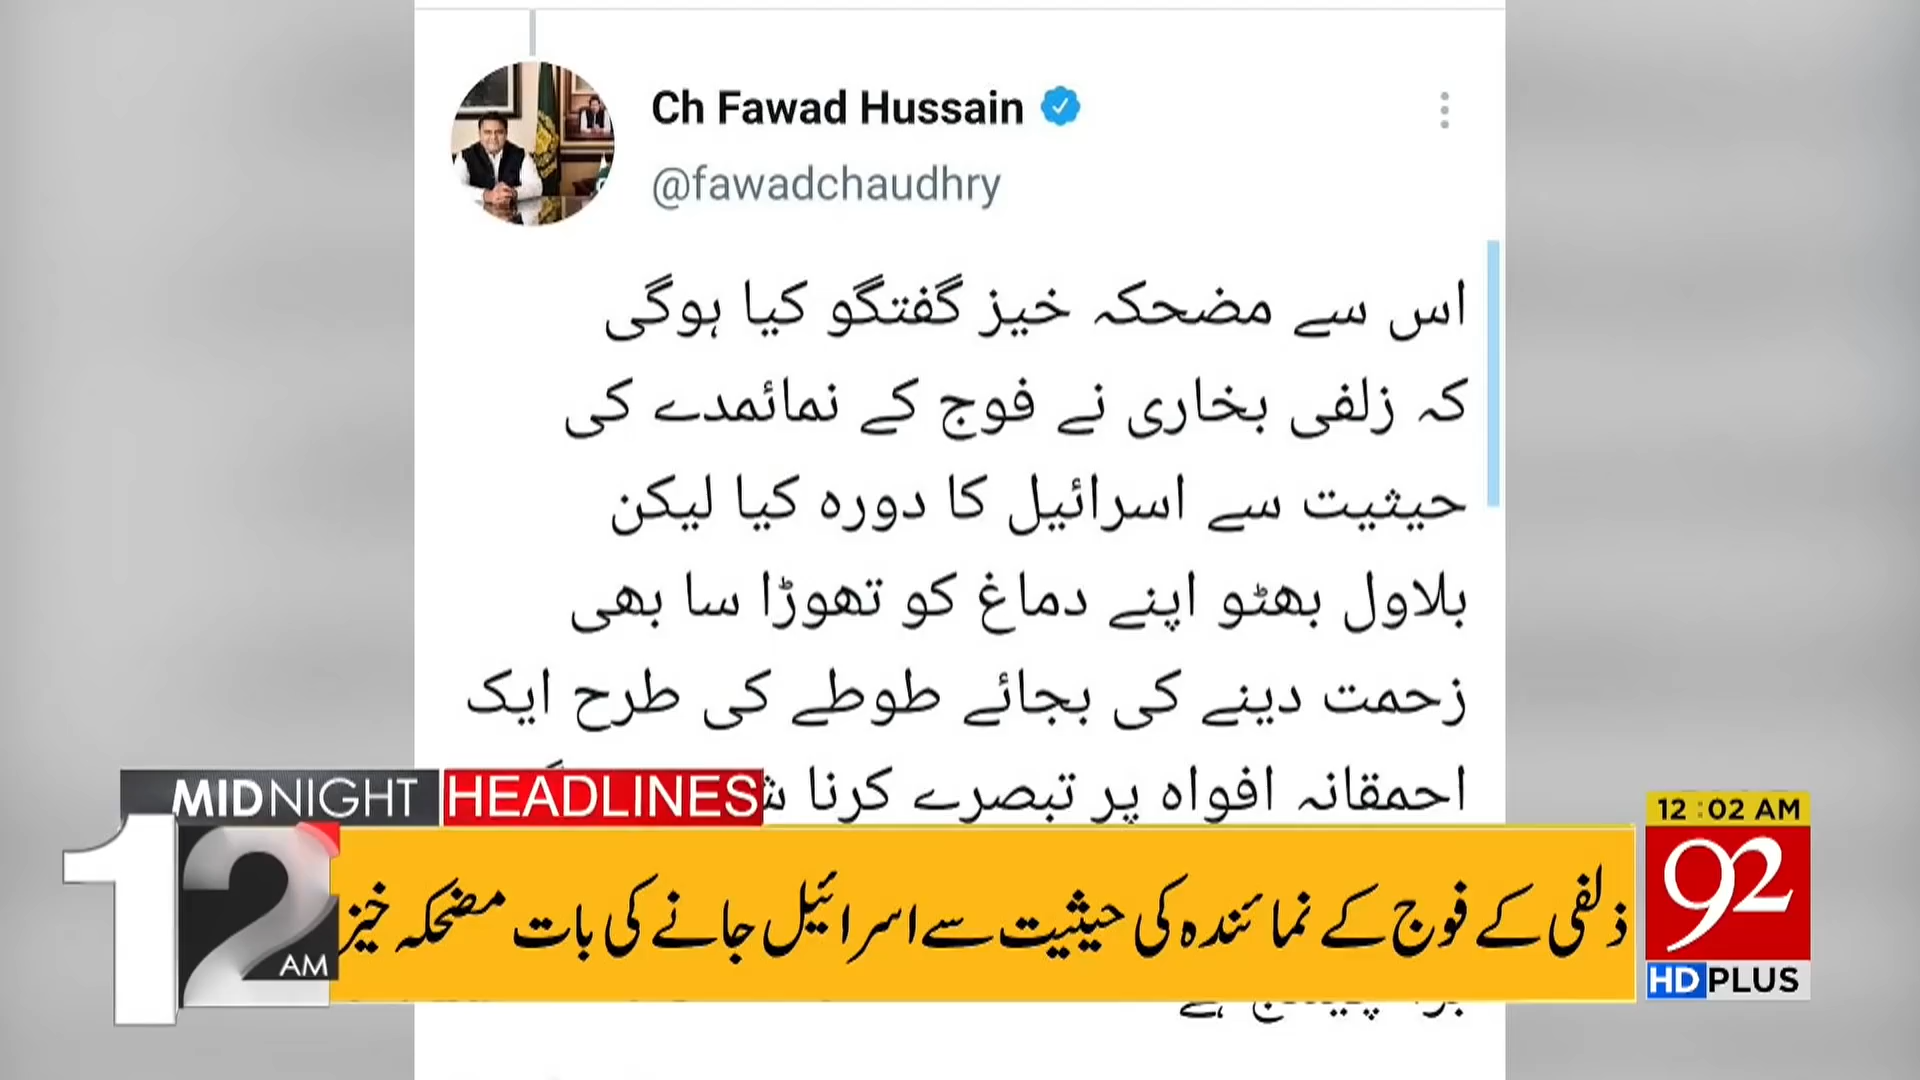 Ch Fawad Hussain
@fawadchaudhry
اس سے مضحکہ خیز گفتگو کیا ہوگی
کہ زلفی بخاری نے فوج کے نمائمدے کی
حیثیت سے اسرائیل کا دورہ کیا لیکن
بلاول بھٹو اپنے دماغ کو تھوڑا سا بھی
زحمت دینے کی بجائے طوطے کی طرح ایک
احمقانہ افواہ پر تبصرے کرنا
MIDNIGHT HEADLINES
12 AM
ذلفی کے فوج کے نمائندہ کی حیثیت سے اسرائیل جانے کی بات مضحکہ خیز
12:02 AM
92
HD PLUS